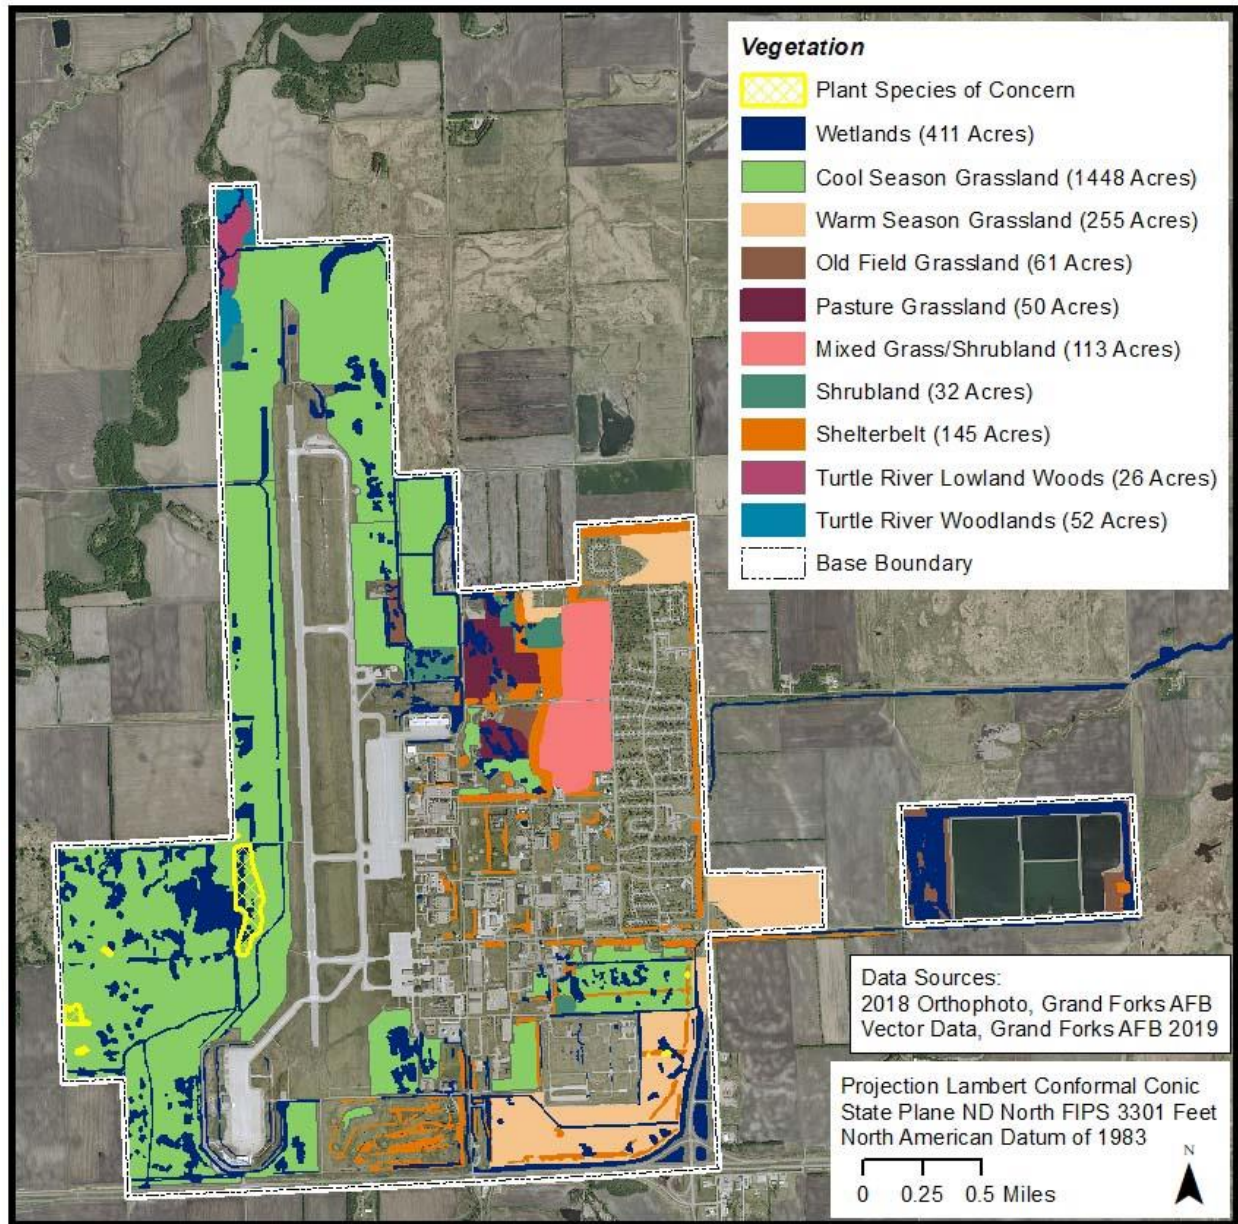 Vegetation
Plant Species of Concern
Wetlands (411 Acres)
Cool Season Grassland (1448 Acres)
Warm Season Grassland (255 Acres)
Old Field Grassland (61 Acres)
Pasture Grassland (50 Acres)
Mixed Grass/Shrubland (113 Acres)
Shrubland (32 Acres)
Shelterbelt (145 Acres)
Turtle River Lowland Woods (26 Acres)
Turtle River Woodlands (52 Acres)
Base Boundary
Data Sources:
2018 Orthophoto, Grand Forks AFB
Vector Data, Grand Forks AFB 2019
Projection Lambert Conformal Conic
State Plane ND North FIPS 3301 Feet
North American Datum of 1983
N
0 0.25 0.5 Miles